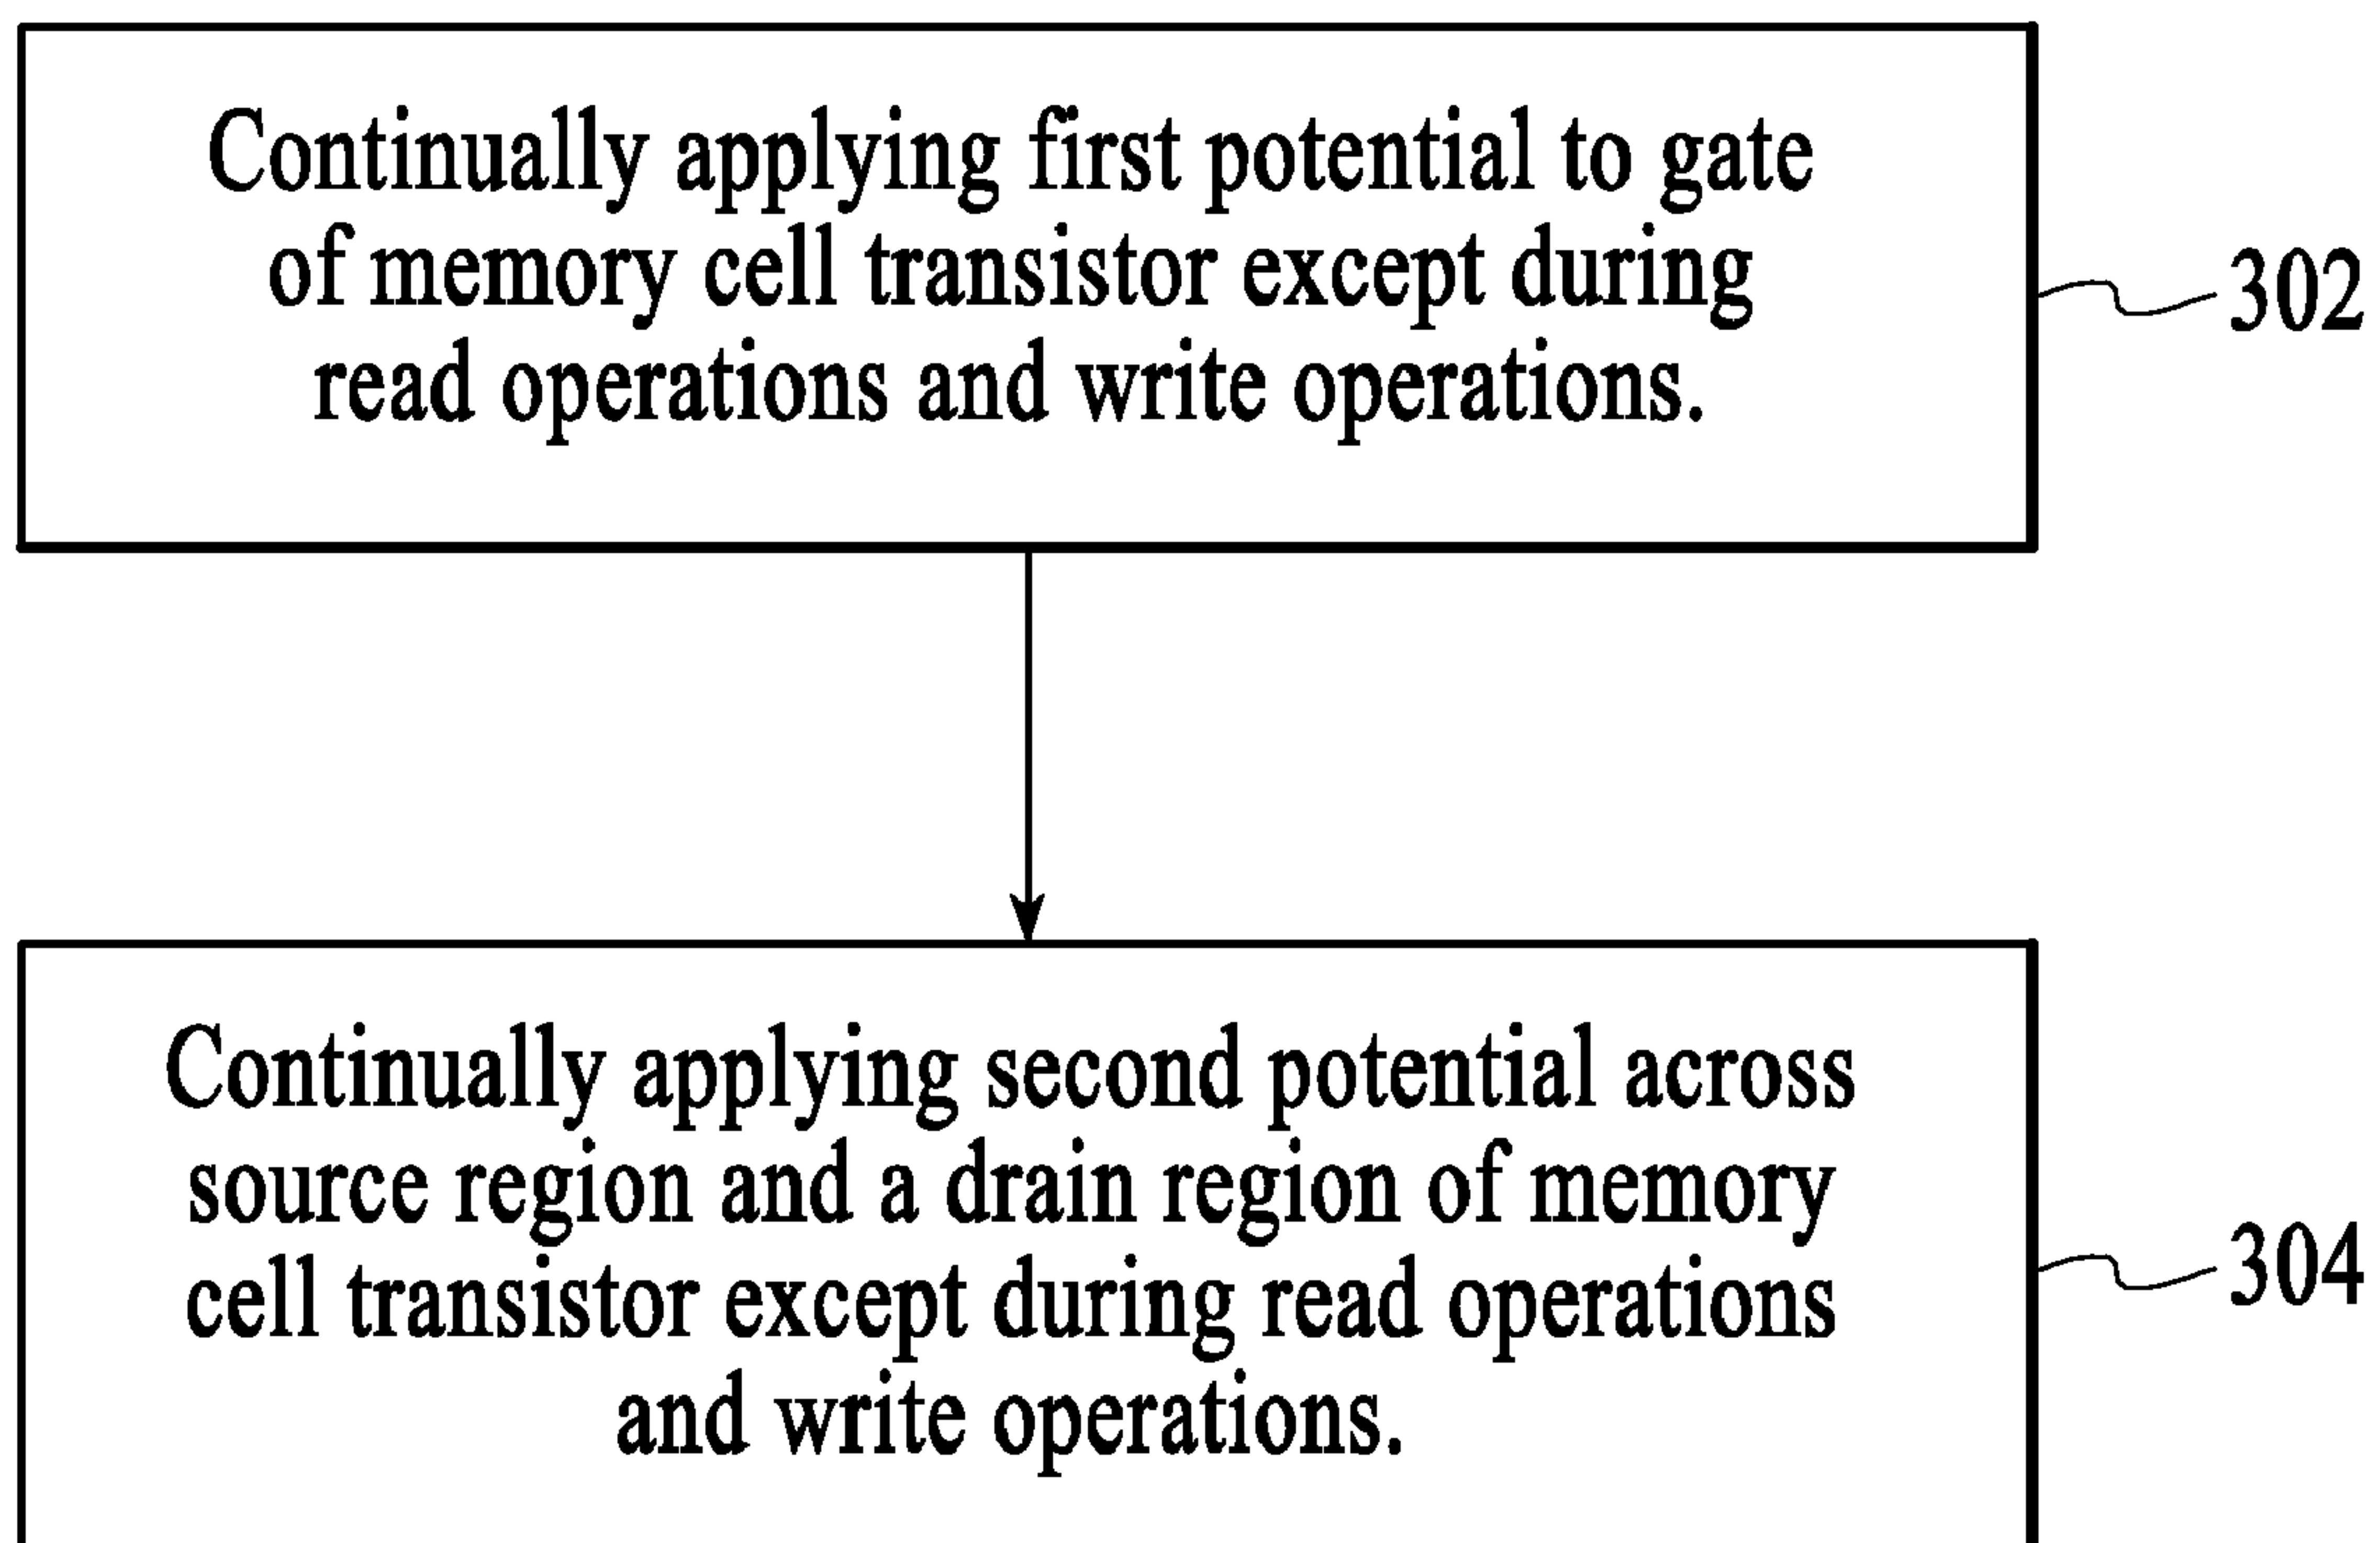 Continually applying first potential to gate
of memory cell transistor except during
read operations and write operations.
302
Continually applying second potential across
source region and a drain region of memory
cell transistor except during read operations
and write operations.
304